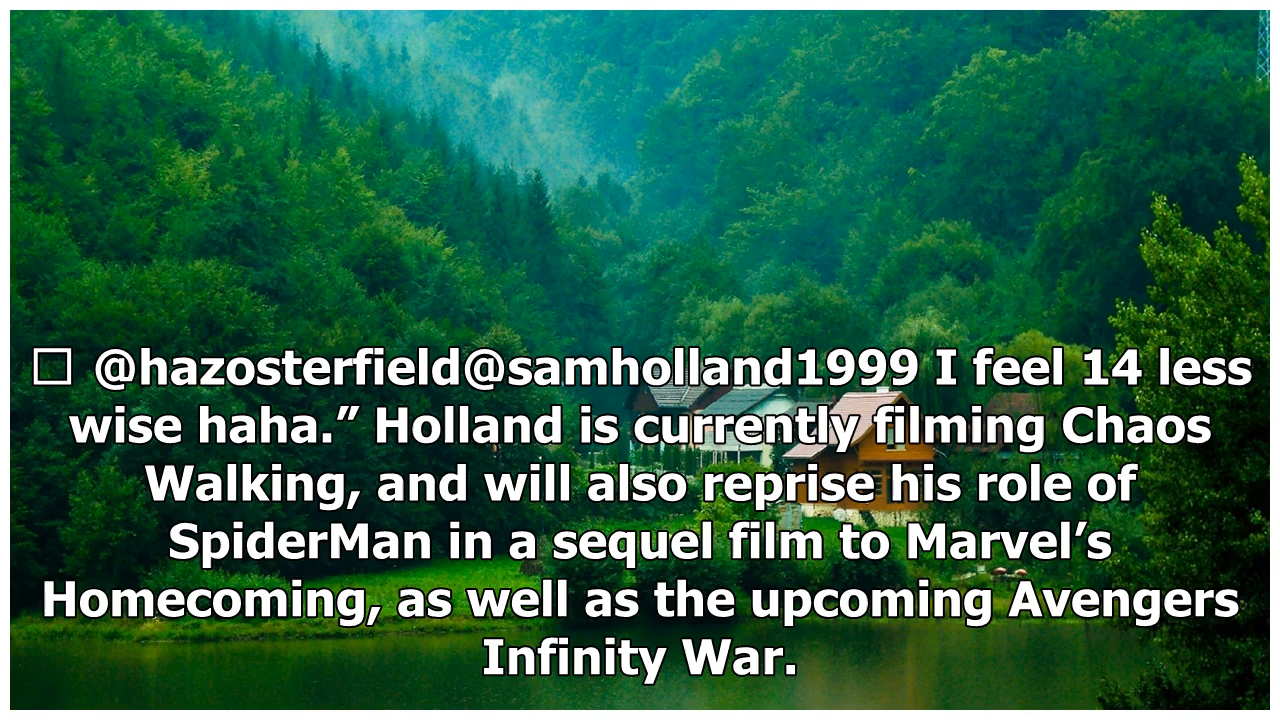 □ @hazosterfield@samholland1999 I feel 14 less
wise haha.” Holland is currently filming Chaos
Walking, and will also reprise his role of
SpiderMan in a sequel film to Marvel’s
Homecoming, as well as the upcoming Avengers
Infinity War.